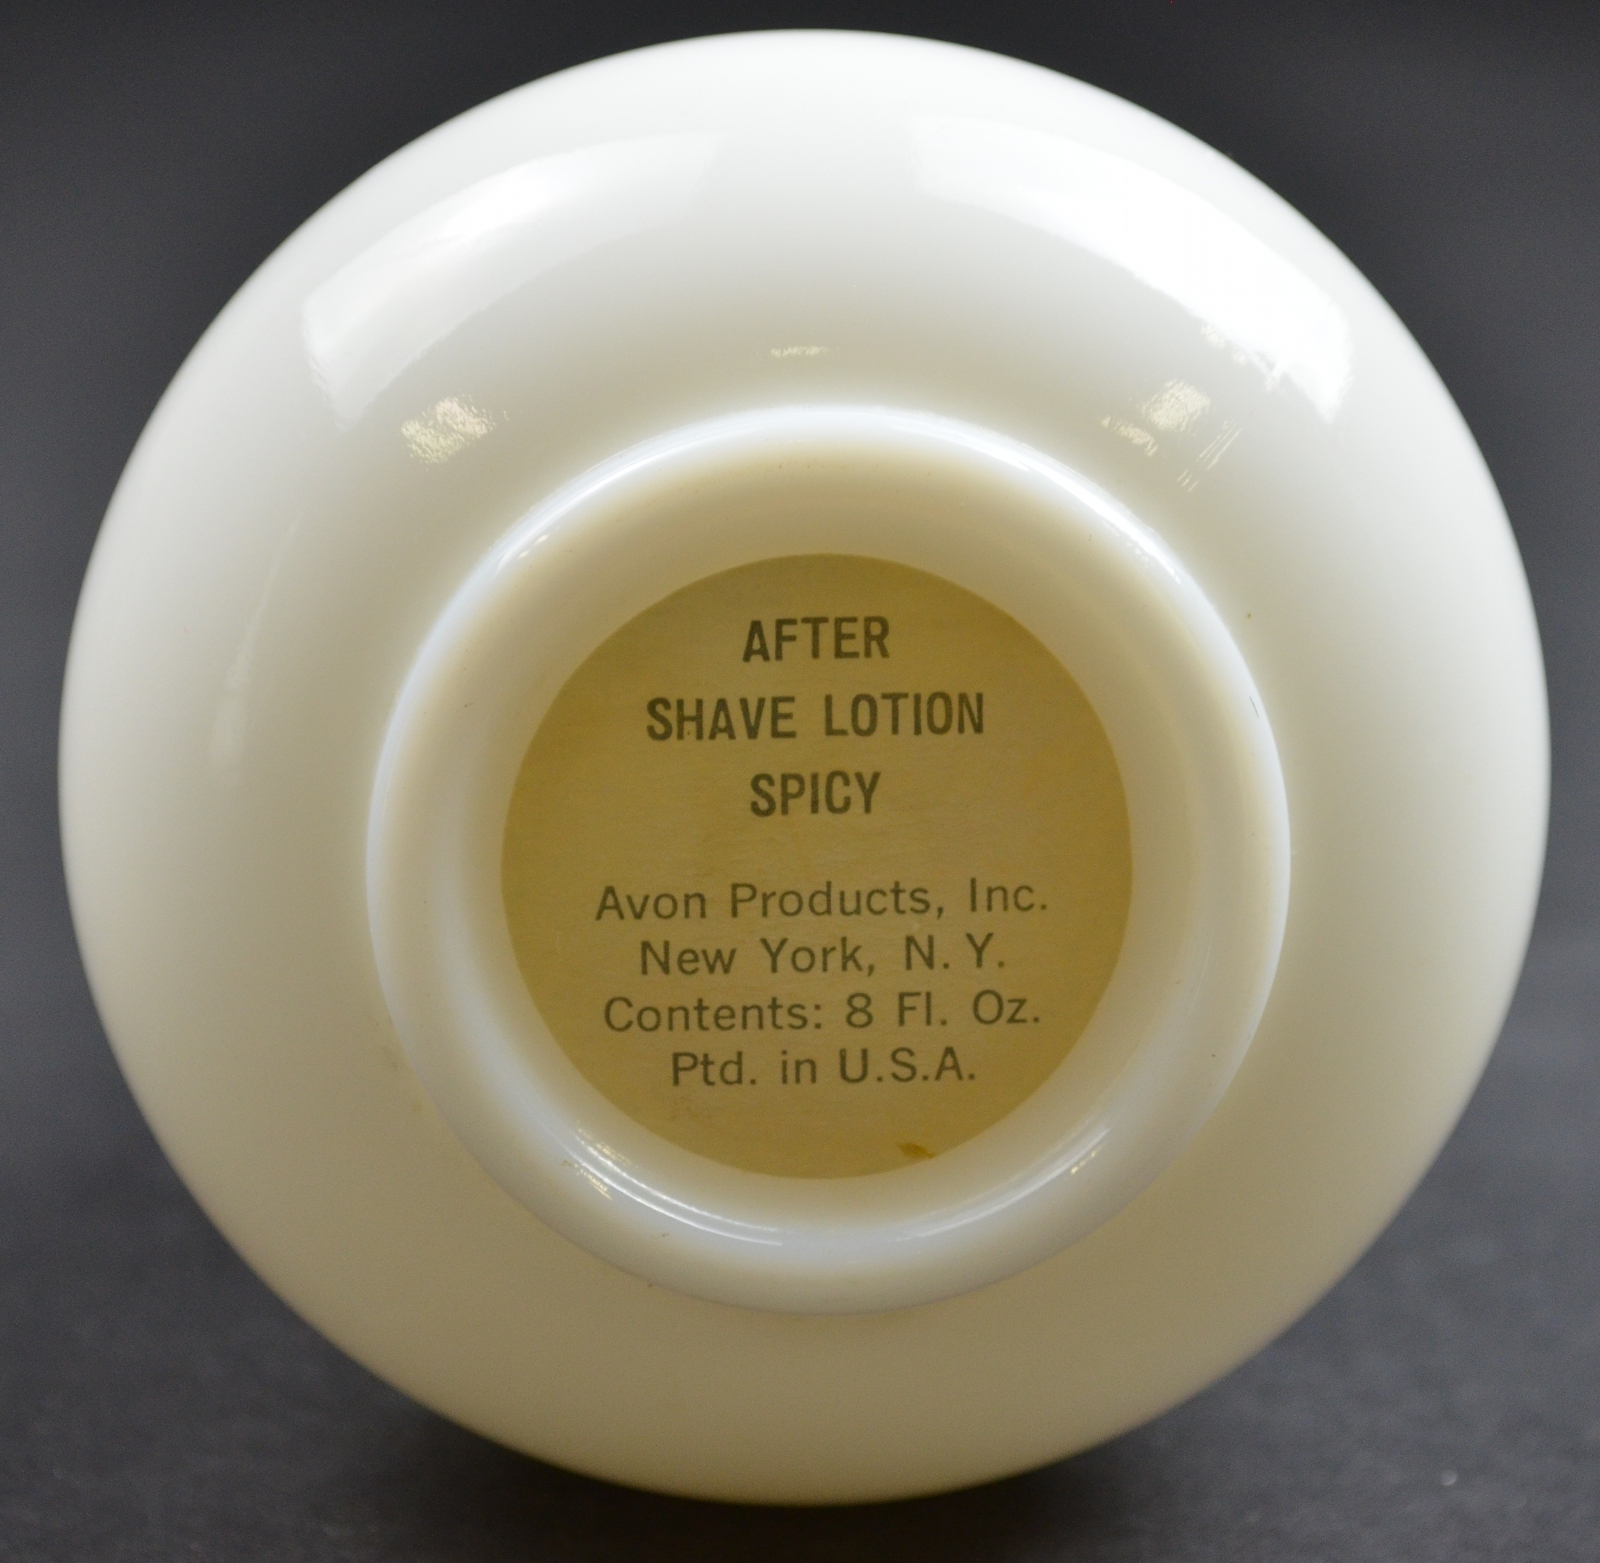 AFTER
SHAVE LOTION
SPICY
Avon Products, Inc.
New York, N. Y.
Contents: 8 Fl. Oz.
Ptd. in U.S.A.